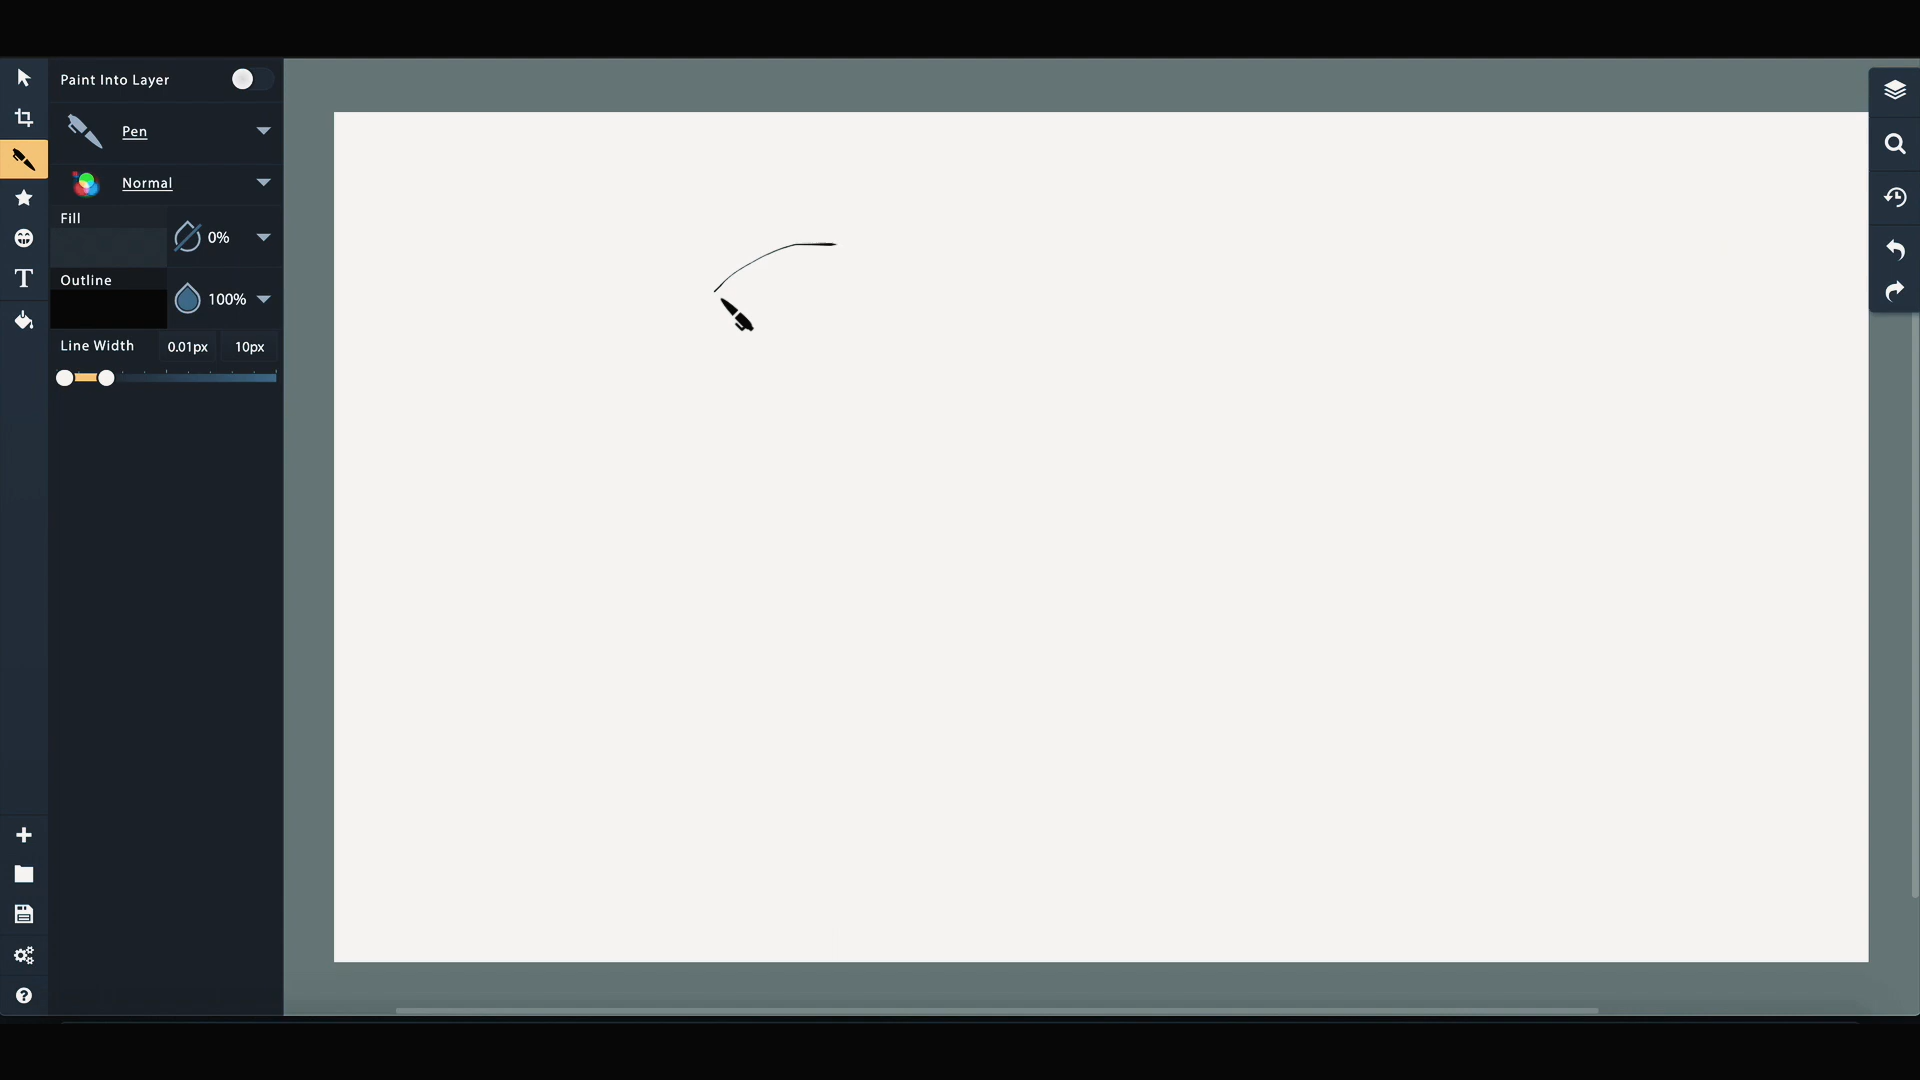 Paint Into Layer
Pen
Normal
Fill
0%
Outline
100%
Line Width 0.01px 10px
T